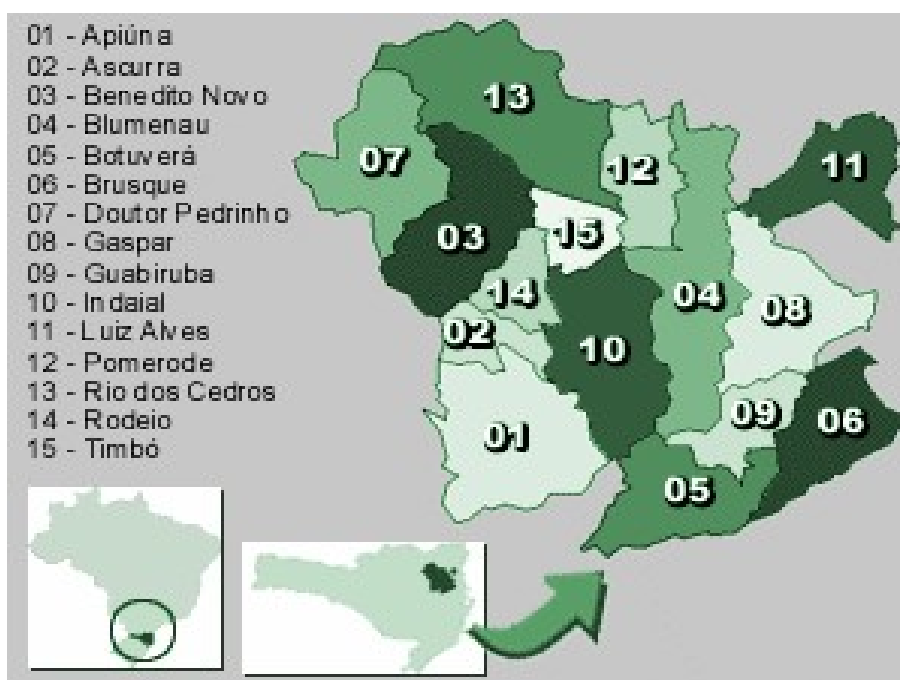 01 - Apiúna
02 - Ascurra
03 - Benedito Novo
04 - Blumenau
05 - Botuverá
06 - Brusque
07 - Doutor Pedrinho
08 - Gaspar
09 - Guabiruba
10 - Indaial
11 - Luiz Alves
12 - Pomerode
13 - Rio dos Cedros
14 - Rodeio
15 - Timbó
13
07
12
11
03
15
14
04
08
02
10
09
06
01
05